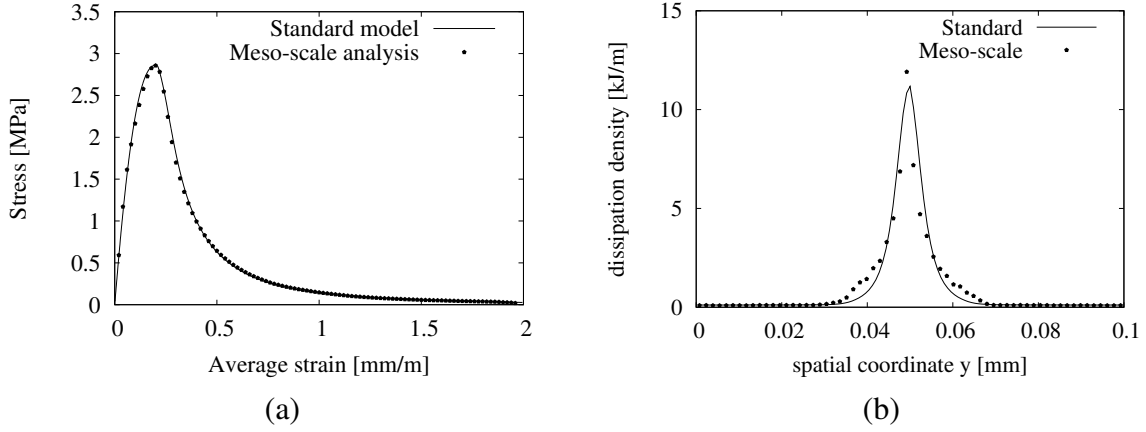 Standard model
Meso-scale analysis
Stress [MPa]
3.5
3
2.5
2
1.5
1
0.5
0
0
0.5
1
1.5
2
Average strain [mm/m]
(a)
Standard
Meso-scale
dissipation density [kJ/m]
15
10
5
0
0
0.02
0.04
0.06
0.08
0.1
spatial coordinate y [mm]
(b)